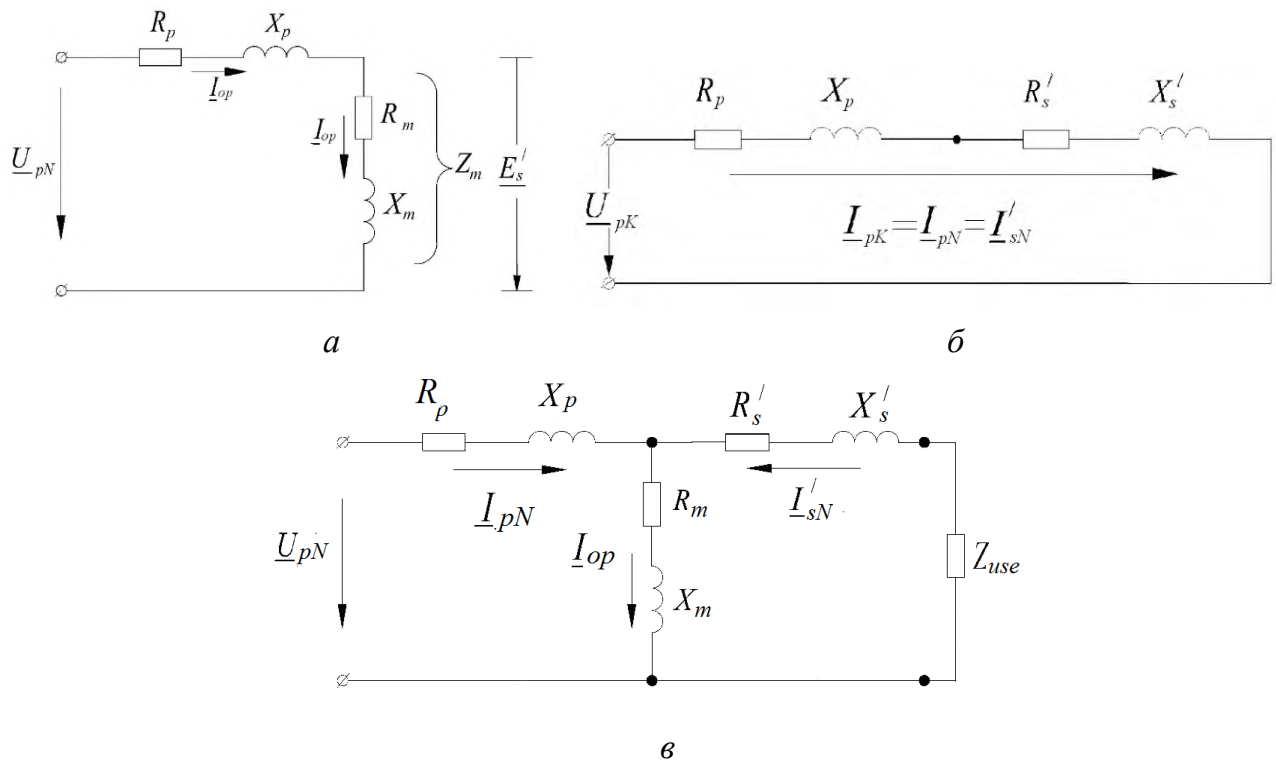 R_p X_p
I_op
U_pN
I_op R_m
X_m
Z_m
E_s'
а
R_p X_p R_s' X_s'
U_pK
I_pK=I_pN=I_sN'
б
R_p X_p R_s' X_s'
I_pN
R_m
I_sN'
U_pN
I_op
X_m
Z_use
в